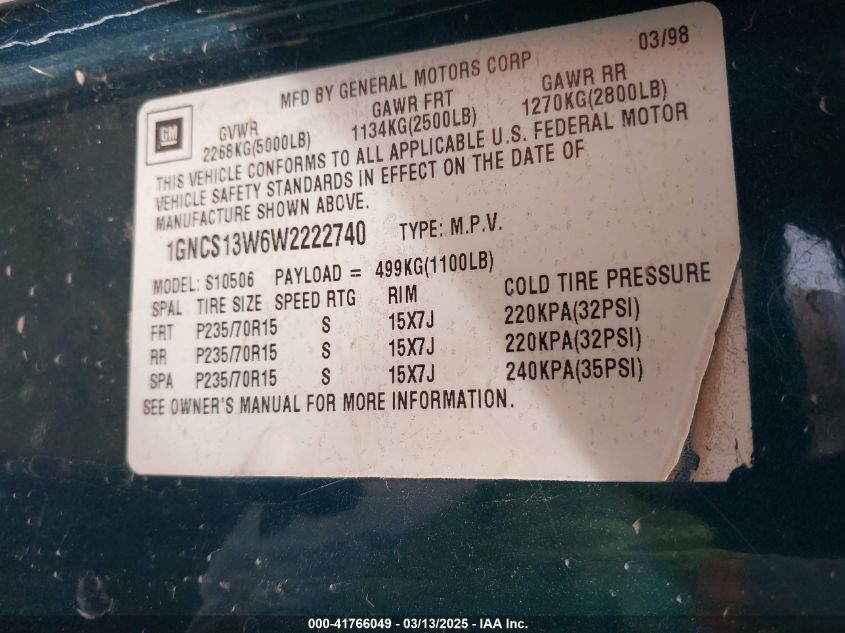 03/98
MFD BY GENERAL MOTORS CORP
GM
GVWR GAWR FRT GAWR RR
2268KG(5000LB) 1134KG(2500LB) 1270KG(2800LB)
THIS VEHICLE CONFORMS TO ALL APPLICABLE U.S. FEDERAL MOTOR
VEHICLE SAFETY STANDARDS IN EFFECT ON THE DATE OF
MANUFACTURE SHOWN ABOVE.
1GNCS13W6W2222740 TYPE: M.P.V.
MODEL: S10506 PAYLOAD = 499KG(1100LB)
SPAL TIRE SIZE SPEED RTG RIM COLD TIRE PRESSURE
FRT P235/70R15 S 15X7J 220KPA(32PSI)
RR P235/70R15 S 15X7J 220KPA(32PSI)
SPA P235/70R15 S 15X7J 240KPA(35PSI)
SEE OWNER'S MANUAL FOR MORE INFORMATION.
000-41766049 - 03/13/2025 - IAA Inc.